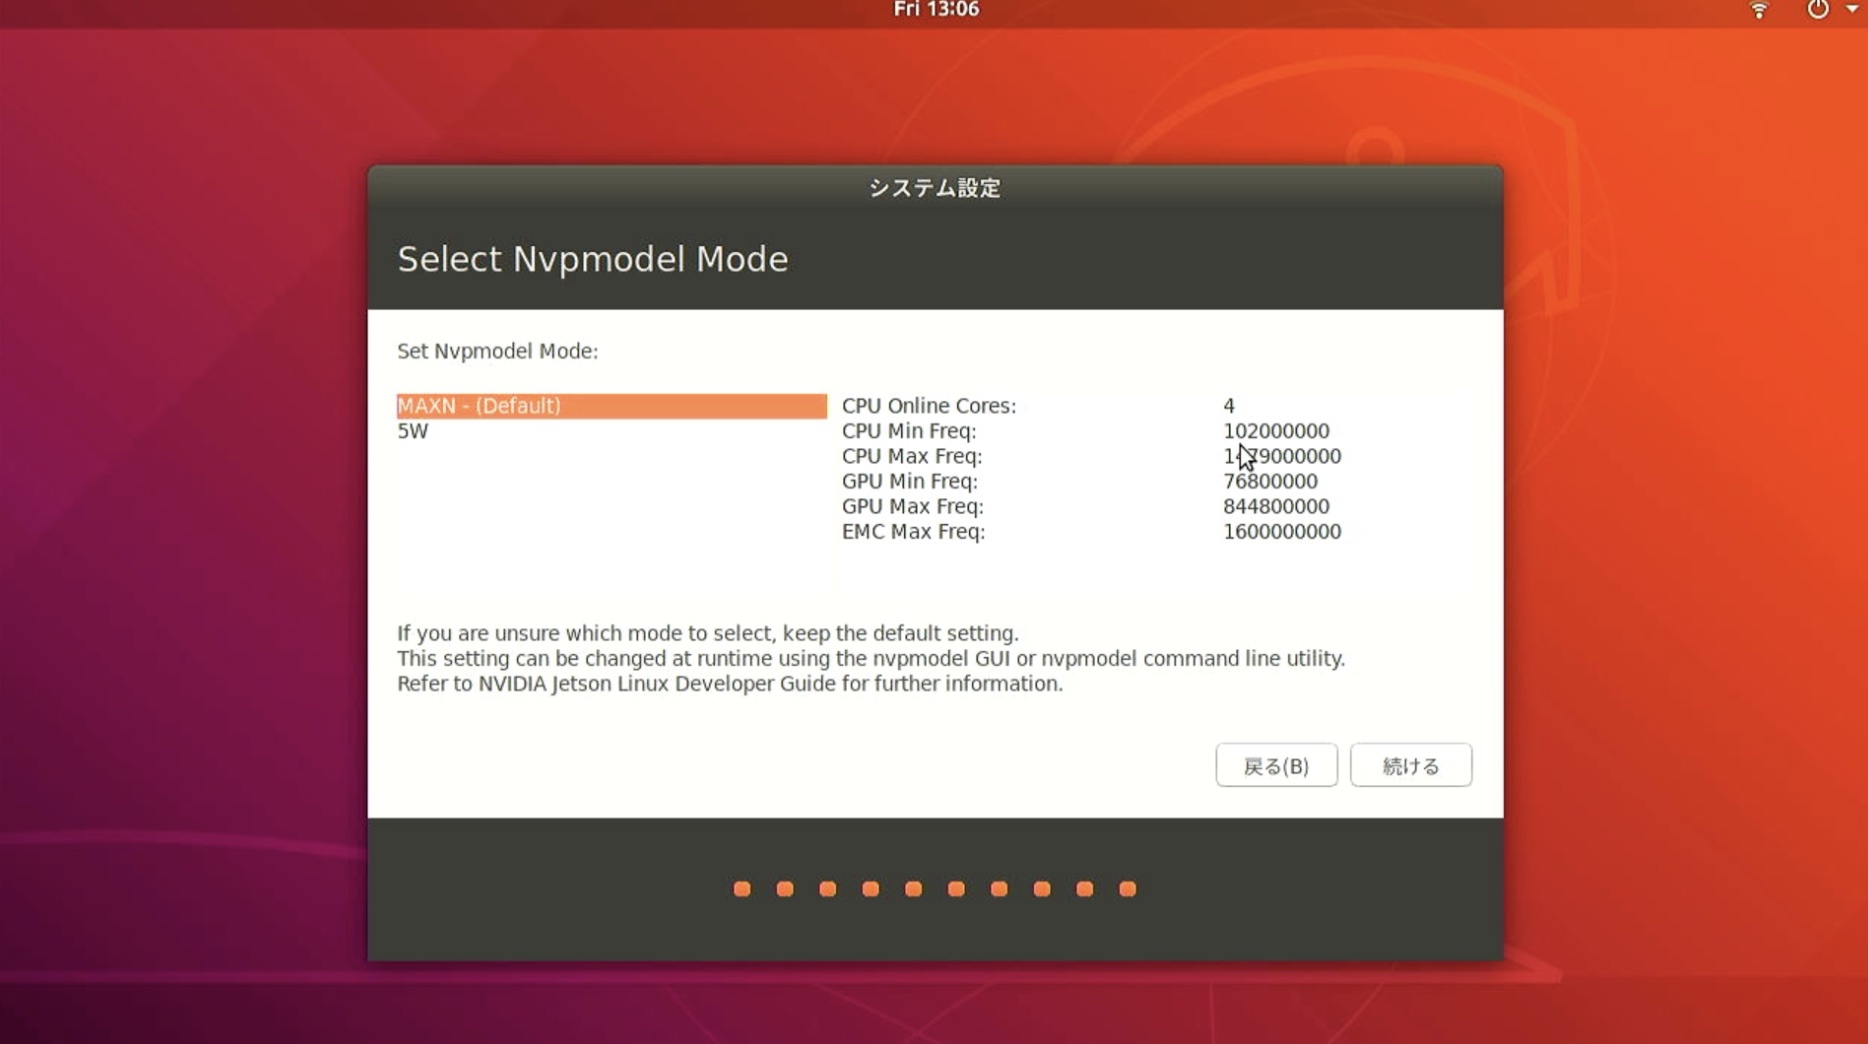 Fri 13:06
システム設定
Select Nvpmodel Mode
Set Nvpmodel Mode:
MAXN - (Default)
5W
CPU Online Cores: 4
CPU Min Freq: 102000000
CPU Max Freq:
GPU Min Freq: 76800000
GPU Max Freq: 844800000
EMC Max Freq: 1600000000
If you are unsure which mode to select, keep the default setting.
This setting can be changed at runtime using the nvpmodel GUI or nvpmodel command line utility.
Refer to NVIDIA Jetson Linux Developer Guide for further information.
戻る(B)
続ける